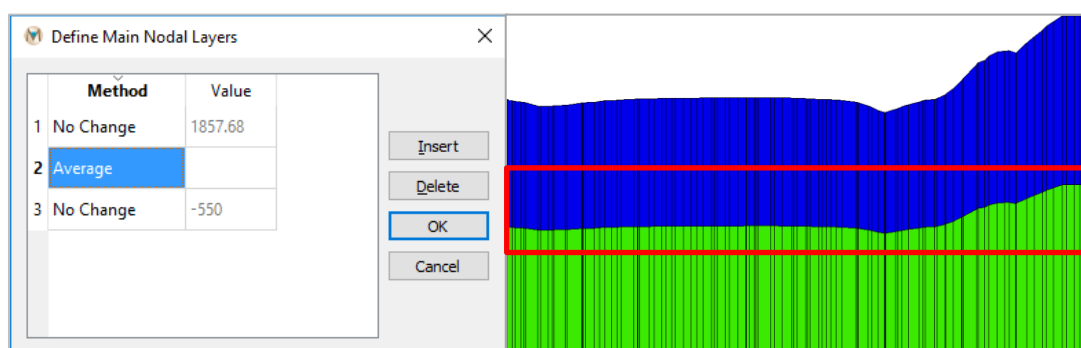 Define Main Nodal Layers
Method Value
1 No Change 1857.68
2 Average
3 No Change -550
Insert
Delete
OK
Cancel